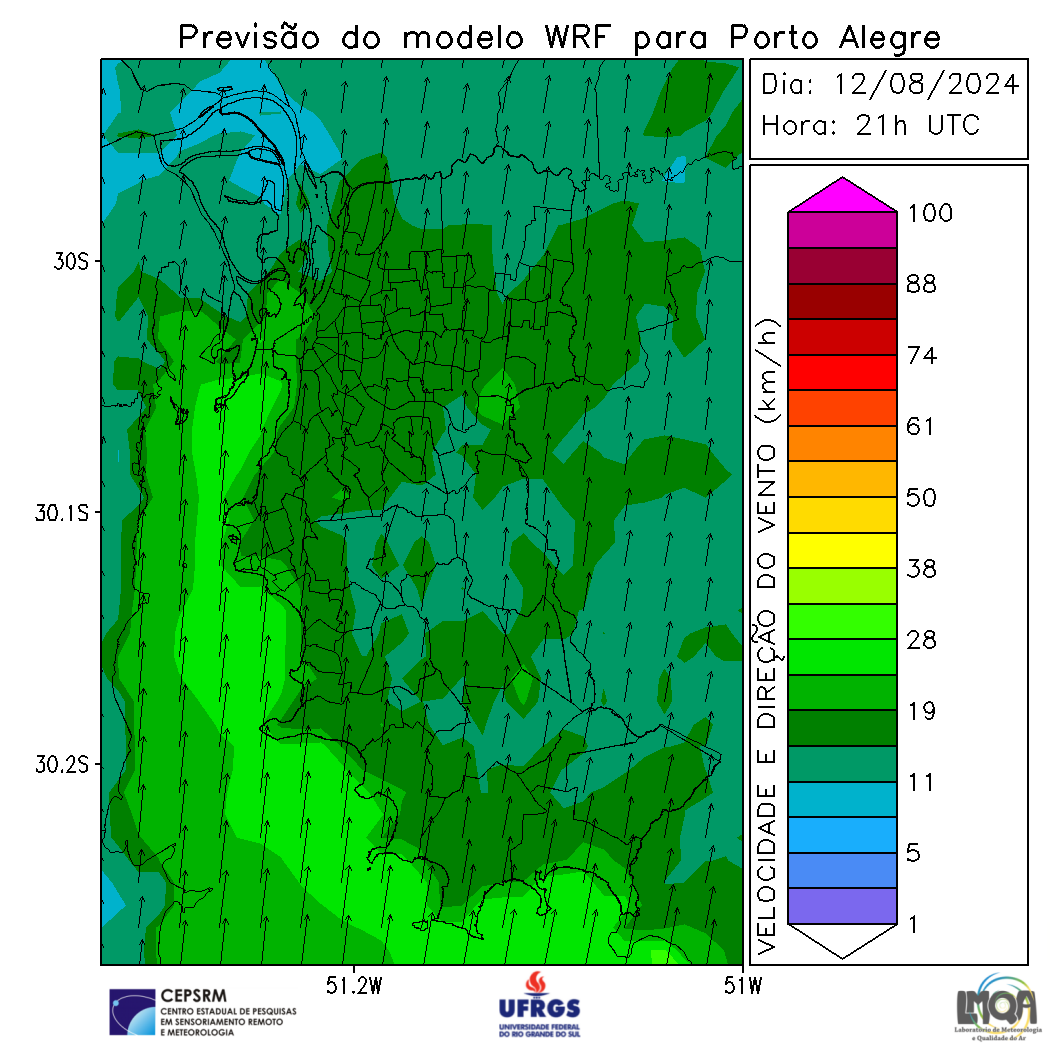 Previsão do modelo WRF para Porto Alegre
Dia: 12/08/2024
Hora: 21h UTC
30S
30.1S
30.2S
51.2W
51W
VELOCIDADE E DIREÇÃO DO VENTO (km/h)
100
88
74
61
50
38
28
19
11
5
1
CEPSRM
CENTRO ESTADUAL DE PESQUISAS
EM SENSORIAMENTO REMOTO
E METEOROLOGIA
UFRGS
UNIVERSIDADE FEDERAL
DO RIO GRANDE DO SUL
LMQA
Laboratório de Meteorologia
e Qualidade do Ar